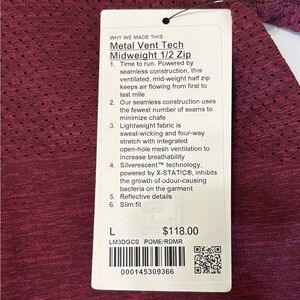 WHY WE MADE THIS
Metal Vent Tech
Midweight 1/2 Zip
1. Time to run. Powered by
seamless construction, this
ventilated, mid-weight half zip
keeps air flowing from first to
last mile
2. Our seamless construction uses
the fewest number of seams to
minimize chafe
3. Lightweight fabric is
sweat-wicking and four-way
stretch with integrated
open-hole mesh ventilation to
increase breathability
4. Silverescent™ technology,
powered by X-STATIC®, inhibits
the growth of odour-causing
bacteria on the garment
5. Reflective details
6. Slim fit
L $118.00
LM3DGCS POME/RDMR
000145309366